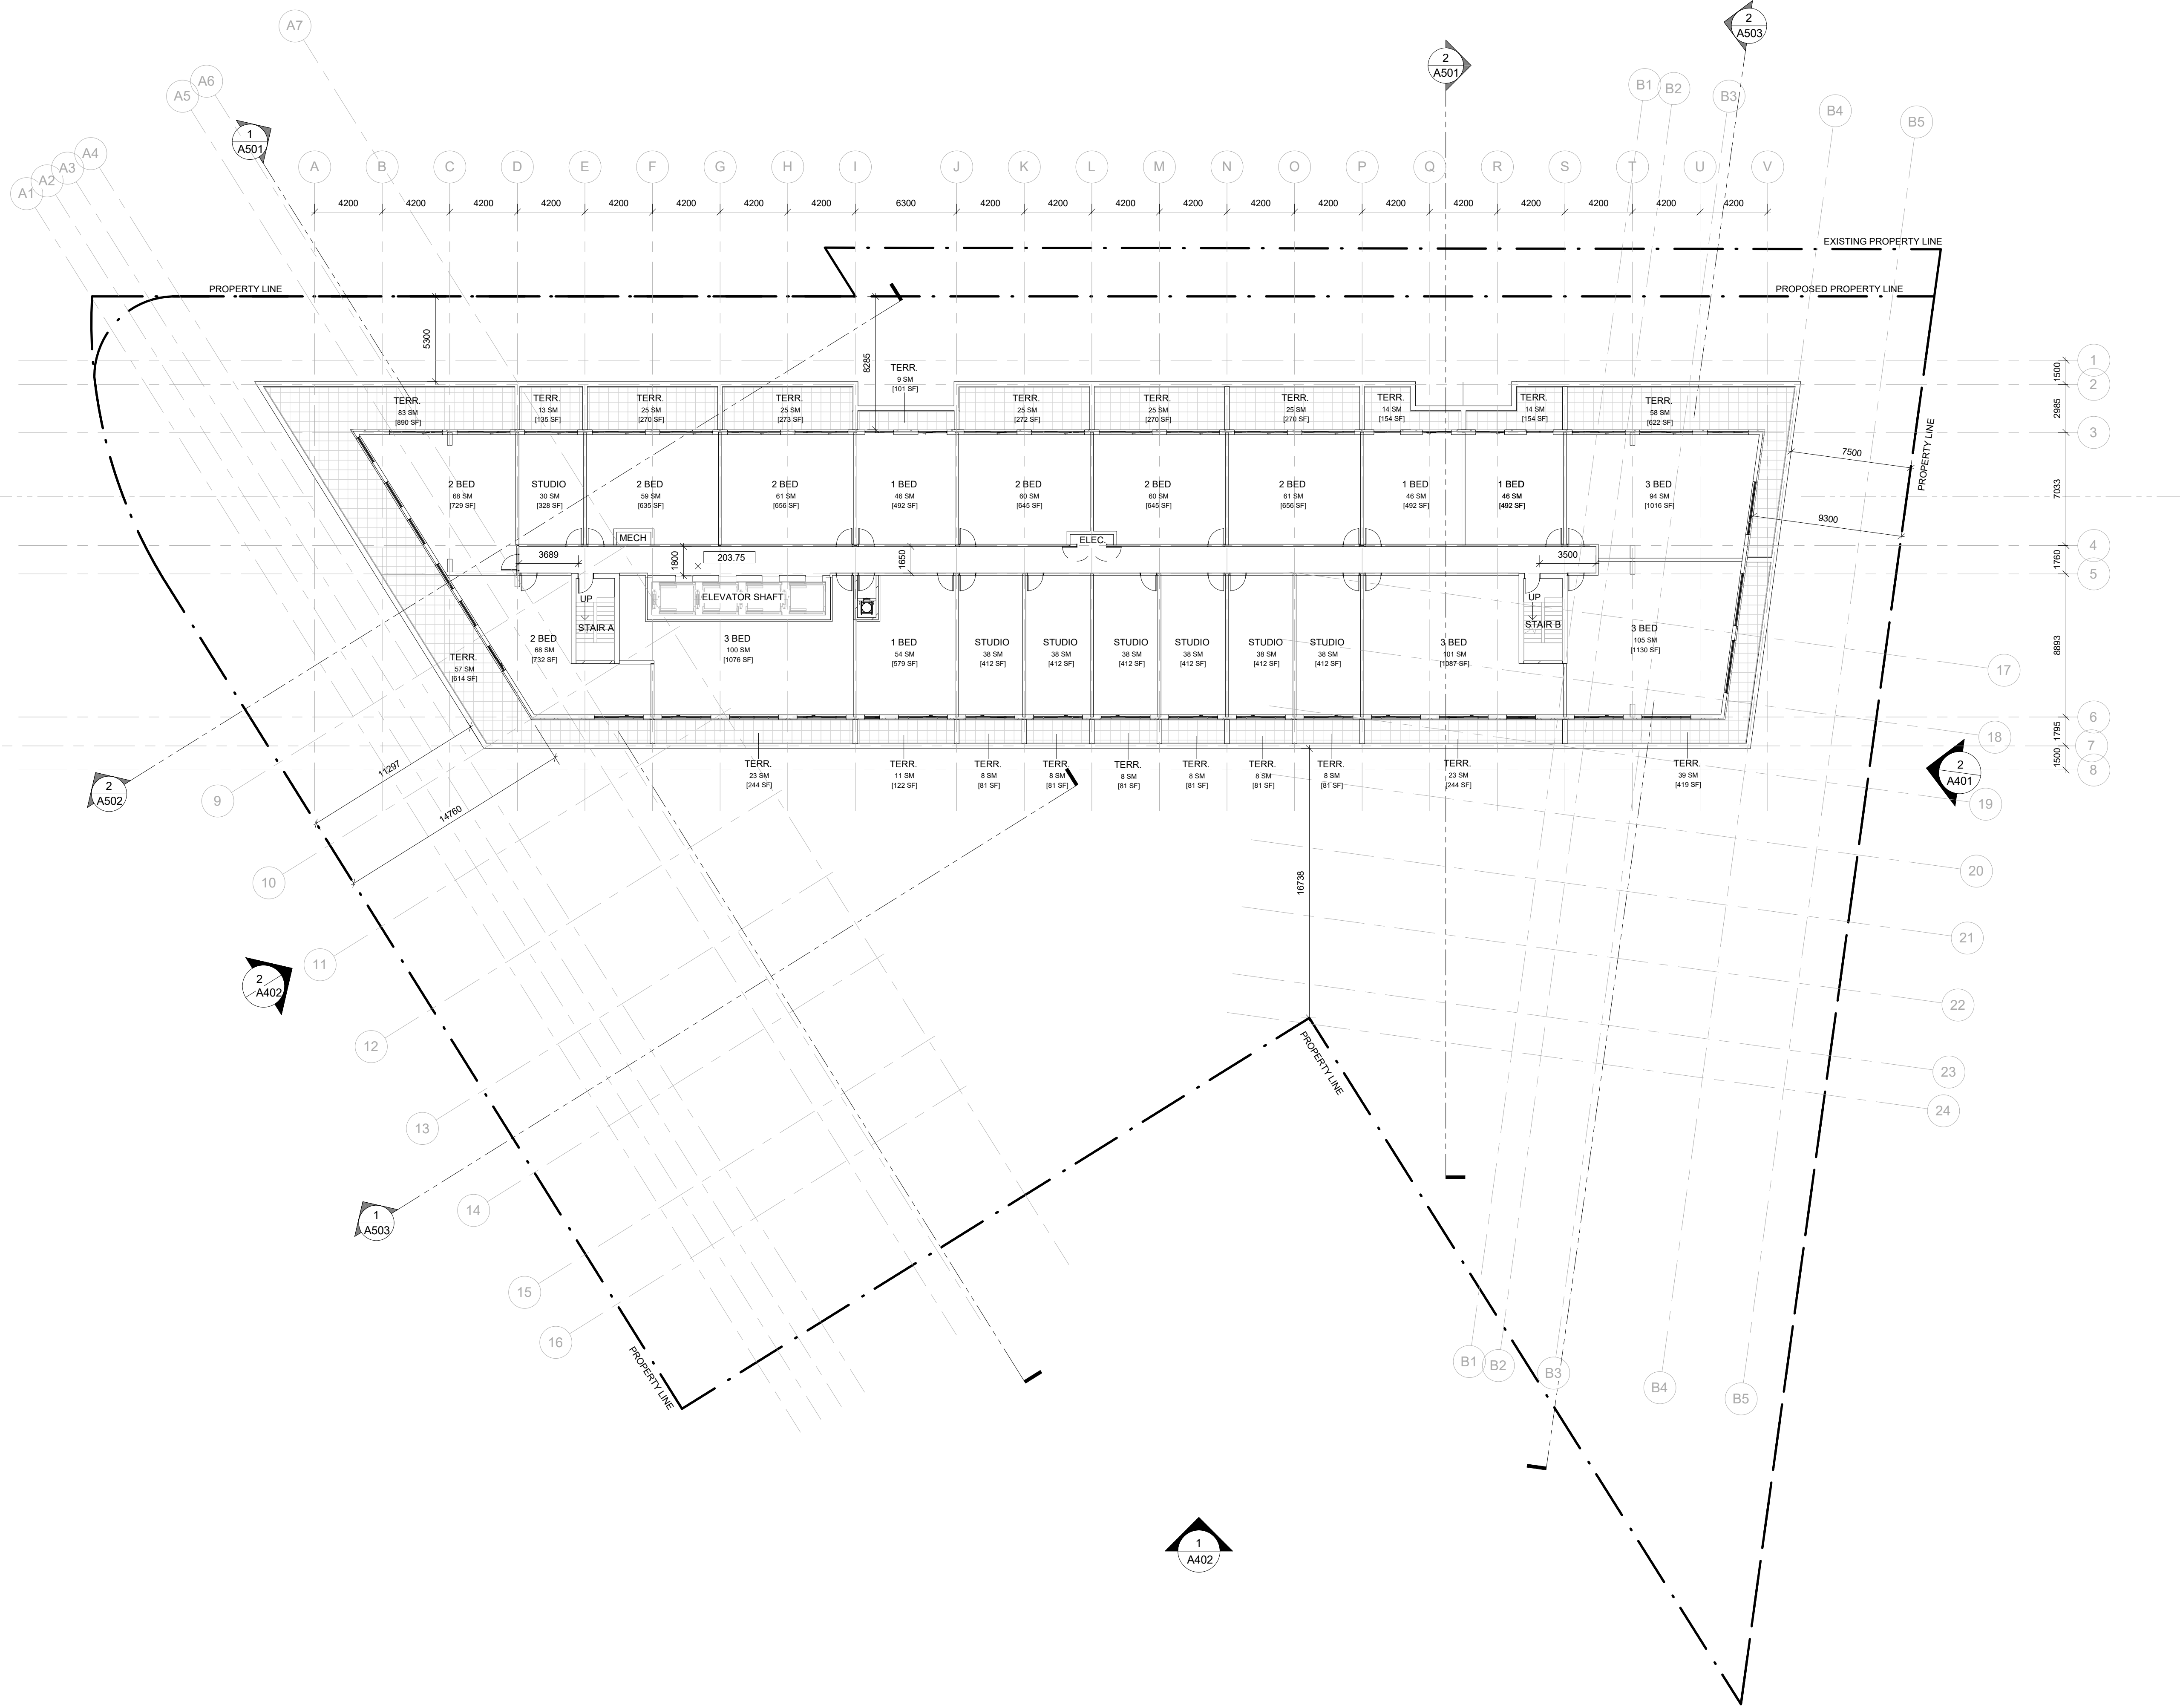 A7
2
A503
2
A501
A6
A5
B1
B2
B3
B4
B5
1
A501
A4
A3
A2
A1
A
B
C
D
E
F
G
H
I
J
K
L
M
N
O
P
Q
R
S
T
U
V
4200
4200
4200
4200
4200
4200
4200
4200
6300
4200
4200
4200
4200
4200
4200
4200
4200
4200
4200
4200
4200
EXISTING PROPERTY LINE
PROPERTY LINE
PROPOSED PROPERTY LINE
5300
8285
PROPERTY LINE
7500
9300
1
2
3
4
5
6
7
8
1500
2985
7033
1760
8893
1795
1500
TERR.
9 SM
[101 SF]
TERR.
83 SM
[890 SF]
TERR.
13 SM
[135 SF]
TERR.
25 SM
[270 SF]
TERR.
25 SM
[273 SF]
TERR.
25 SM
[272 SF]
TERR.
25 SM
[270 SF]
TERR.
25 SM
[270 SF]
TERR.
14 SM
[154 SF]
TERR.
14 SM
[154 SF]
TERR.
58 SM
[622 SF]
2 BED
68 SM
[729 SF]
STUDIO
30 SM
[328 SF]
2 BED
59 SM
[635 SF]
2 BED
61 SM
[656 SF]
1 BED
46 SM
[492 SF]
2 BED
60 SM
[645 SF]
2 BED
60 SM
[645 SF]
2 BED
61 SM
[656 SF]
1 BED
46 SM
[492 SF]
1 BED
46 SM
[492 SF]
3 BED
94 SM
[1016 SF]
MECH
ELEC.
3689
1800
203.75
1650
3500
UP
STAIR A
ELEVATOR SHAFT
UP
STAIR B
2 BED
68 SM
[732 SF]
3 BED
100 SM
[1076 SF]
1 BED
54 SM
[579 SF]
STUDIO
38 SM
[412 SF]
STUDIO
38 SM
[412 SF]
STUDIO
38 SM
[412 SF]
STUDIO
38 SM
[412 SF]
STUDIO
38 SM
[412 SF]
STUDIO
38 SM
[412 SF]
3 BED
101 SM
[1087 SF]
3 BED
105 SM
[1130 SF]
TERR.
57 SM
[614 SF]
TERR.
23 SM
[244 SF]
TERR.
11 SM
[122 SF]
TERR.
8 SM
[81 SF]
TERR.
8 SM
[81 SF]
TERR.
8 SM
[81 SF]
TERR.
8 SM
[81 SF]
TERR.
8 SM
[81 SF]
TERR.
8 SM
[81 SF]
TERR.
23 SM
[244 SF]
TERR.
39 SM
[419 SF]
11297
14760
16738
2
A502
2
A401
2
A402
1
A503
1
A402
9
10
11
12
13
14
15
16
17
18
19
20
21
22
23
24
PROPERTY LINE
PROPERTY LINE
B1
B2
B3
B4
B5